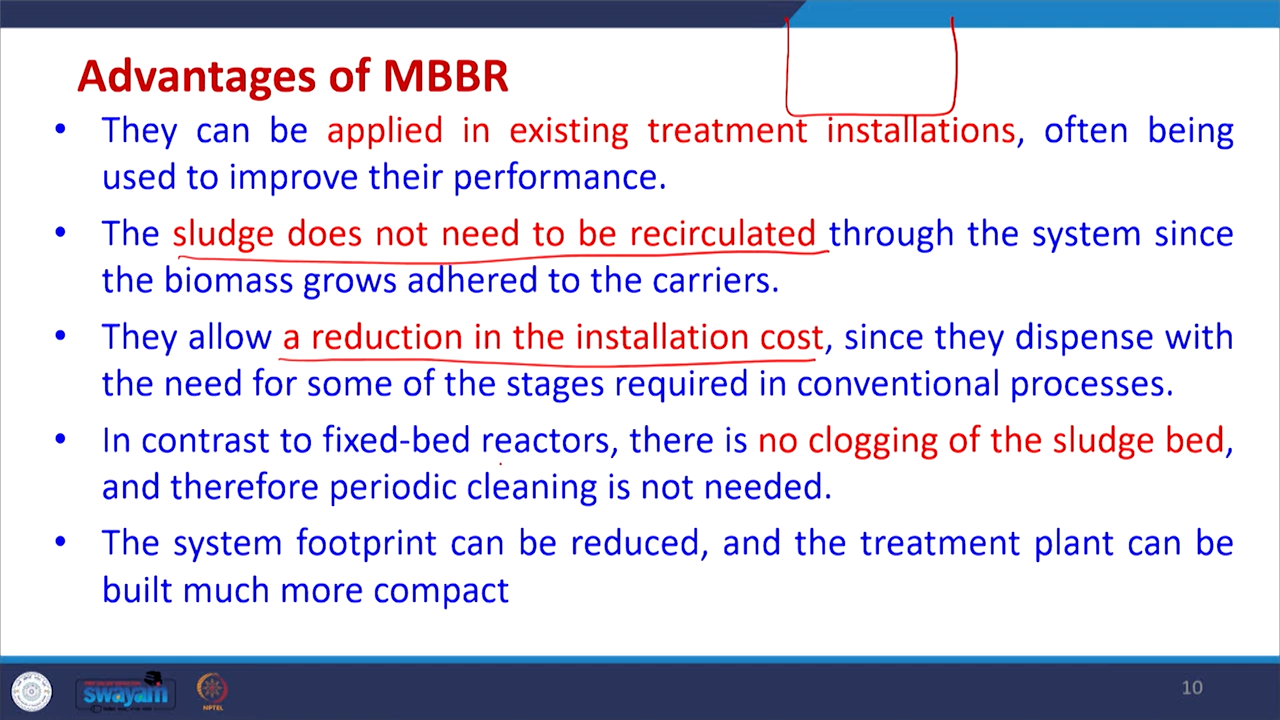 Advantages of MBBR
• They can be applied in existing treatment installations, often being
used to improve their performance.
• The sludge does not need to be recirculated through the system since
the biomass grows adhered to the carriers.
• They allow a reduction in the installation cost, since they dispense with
the need for some of the stages required in conventional processes.
• In contrast to fixed-bed reactors, there is no clogging of the sludge bed,
and therefore periodic cleaning is not needed.
• The system footprint can be reduced, and the treatment plant can be
built much more compact
swayam
NPTEL
10